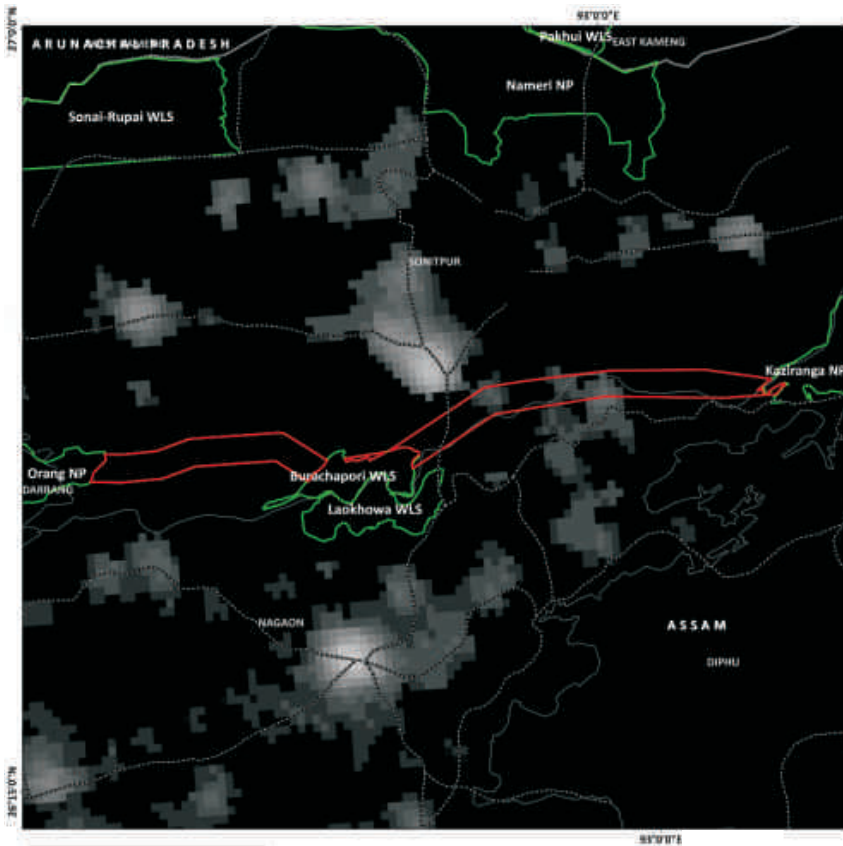 93°0'0"E
27°0'0"N
ARUNACHAL PRADESH
Pakhui WLS
EAST KAMENG
Nameri NP
Sonai-Rupai WLS
SONITPUR
Kaziranga NP
Orang NP
DARRANG
Burachapori WLS
Laokhowa WLS
NAGAON
ASSAM
DIPHU
26°15'0"N
93°0'0"E